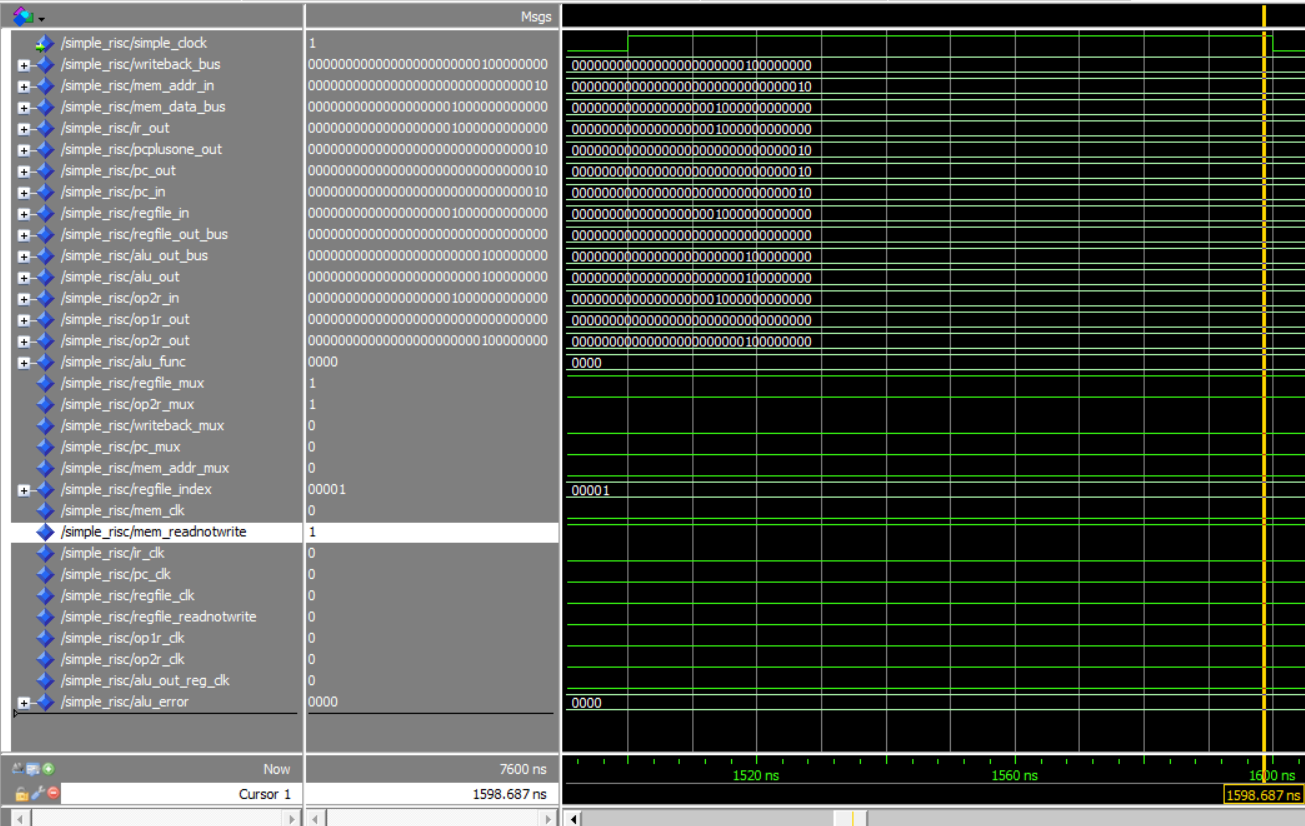 Msgs
/simple_risc/simple_clock 1
/simple_risc/writeback_bus 00000000000000000000000100000000 00000000000000000000000100000000
/simple_risc/mem_addr_in 00000000000000000000000000000010 00000000000000000000000000000010
/simple_risc/mem_data_bus 00000000000000000001000000000000 00000000000000000001000000000000
/simple_risc/ir_out 00000000000000000001000000000000 00000000000000000001000000000000
/simple_risc/pcplusone_out 00000000000000000000000000000010 00000000000000000000000000000010
/simple_risc/pc_out 00000000000000000000000000000010 00000000000000000000000000000010
/simple_risc/pc_in 00000000000000000000000000000010 00000000000000000000000000000010
/simple_risc/regfile_in 00000000000000000001000000000000 00000000000000000001000000000000
/simple_risc/regfile_out_bus 00000000000000000000000000000000 00000000000000000000000000000000
/simple_risc/alu_out_bus 00000000000000000000000100000000 00000000000000000000000100000000
/simple_risc/alu_out 00000000000000000000000100000000 00000000000000000000000100000000
/simple_risc/op2r_in 00000000000000000001000000000000 00000000000000000001000000000000
/simple_risc/op1r_out 00000000000000000000000000000000 00000000000000000000000000000000
/simple_risc/op2r_out 00000000000000000000000100000000 00000000000000000000000100000000
/simple_risc/alu_func 0000 0000
/simple_risc/regfile_mux 1
/simple_risc/op2r_mux 1
/simple_risc/writeback_mux 0
/simple_risc/pc_mux 0
/simple_risc/mem_addr_mux 0
/simple_risc/regfile_index 00001 00001
/simple_risc/mem_clk 0
/simple_risc/mem_readnotwrite 1
/simple_risc/ir_clk 0
/simple_risc/pc_clk 0
/simple_risc/regfile_clk 0
/simple_risc/regfile_readnotwrite 0
/simple_risc/op1r_clk 0
/simple_risc/op2r_clk 0
/simple_risc/alu_out_reg_clk 0
/simple_risc/alu_error 0000 0000
Now 7600 ns 1520 ns 1560 ns 1600 ns
Cursor 1 1598.687 ns 1598.687 ns